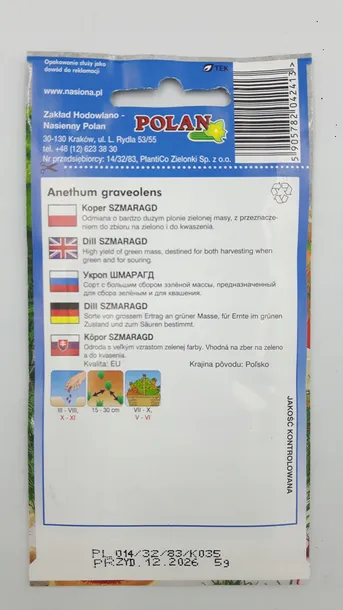 Opakowanie służy jako
dowód do reklamacji
TEK
www.nasiona.pl
Zakład Hodowlano -
Nasienny Polan
POLAN
30-130 Kraków, ul. L. Rydla 53/55
tel. +48 (12) 623 38 30
Nr przedsiębiorcy: 14/32/83, PlantiCo Zielonki Sp. z o.o.
5 905782 042413 >
Anethum graveolens
Koper SZMARAGD
Odmiana o bardzo dużym plonie zielonej masy, z przeznacze-
niem do zbioru na zielono i do kwaszenia.
Dill SZMARAGD
High yield of green mass, destined for both harvesting when
green and for souring.
Укроп ШМАРАГД
Сорт с большим сбором зелёной массы, предназначенный
для сбора зелёным и для квашения.
Dill SZMARAGD
Sorte von grossem Ertrag an grüner Masse, für Ernte im grünen
Zustand und zum Säuren bestimmt.
Kôpor SZMARAGD
Odroda s veľkým vzrastom zelenej farby. Vhodná na zber na zeleno
a do kvasenia.
Kvalita: EU Krajina pôvodu: Poľsko
III - VIII, 15 - 30 cm VII - X,
X - XI V - VI
JAKOŚĆ KONTROLOWANA
PL 014/32/83/K035
PRZYD. 12.2026 5g